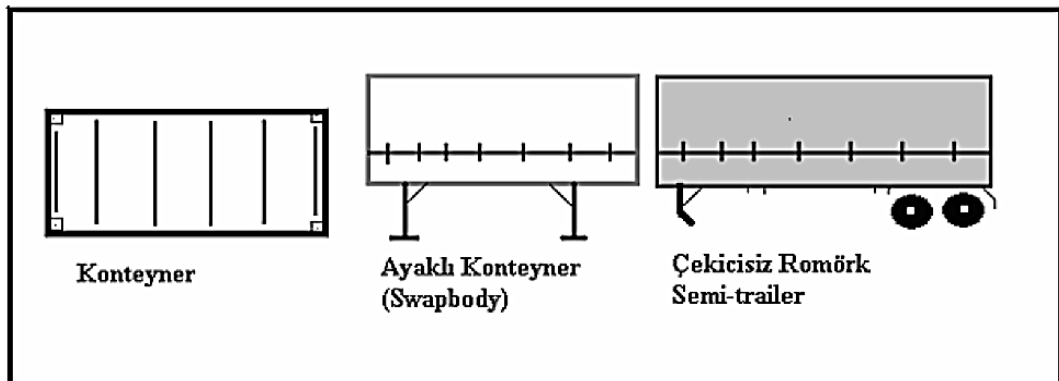 Konteyner
Ayaklı Konteyner
(Swapbody)
Çekicisiz Romörk
Semi-trailer